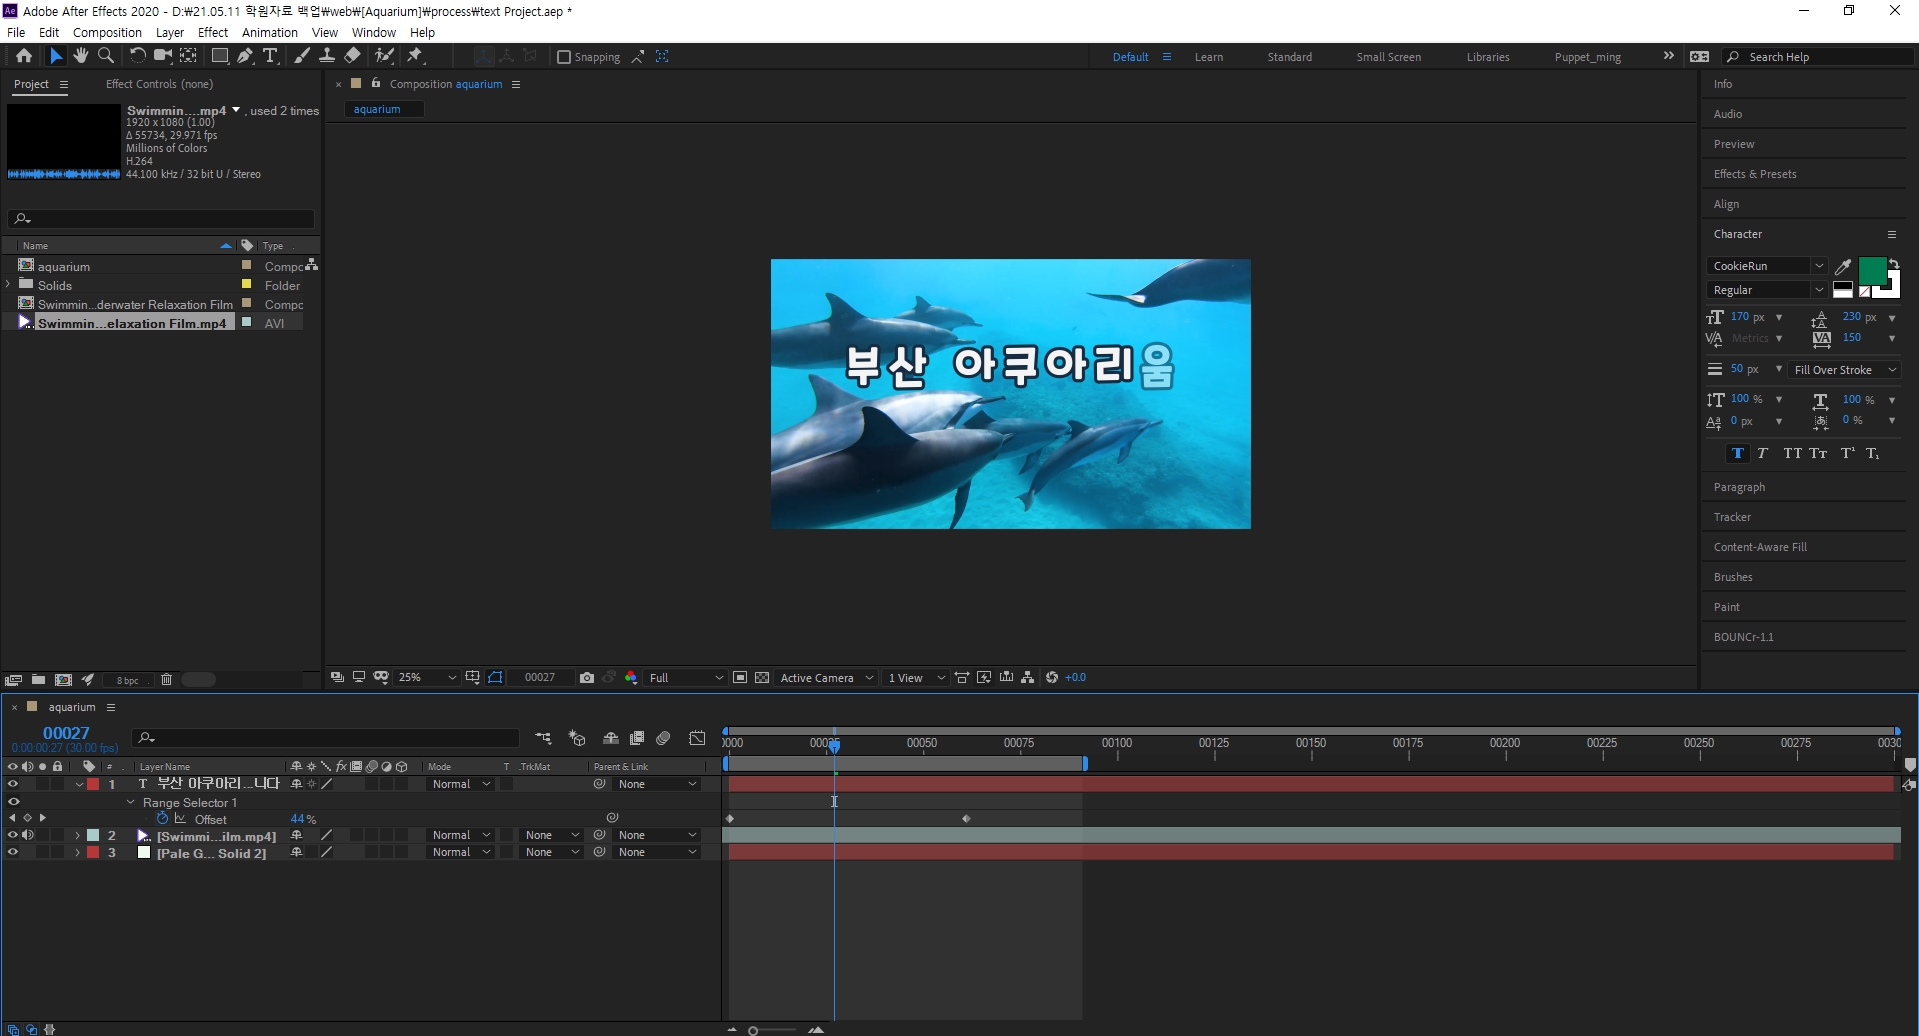 Adobe After Effects 2020 - D:₩21.05.11 학원자료 백업₩web₩[Aquarium]₩process₩text Project.aep *
File Edit Composition Layer Effect Animation View Window Help
Snapping
Default Learn Standard Small Screen Libraries Puppet_ming Search Help
Project Effect Controls (none)
Swimmin....mp4 , used 2 times
1920 x 1080 (1.00)
Δ 55734, 29.971 fps
Millions of Colors
H.264
44.100 kHz / 32 bit U / Stereo
Name Type
aquarium Compc
Solids Folder
Swimmin...derwater Relaxation Film Compc
Swimmin...elaxation Film.mp4 AVI
8 bpc
Composition aquarium
aquarium
부산 아쿠아리움
25% 00027 Full Active Camera 1 View +0.0
Info
Audio
Preview
Effects & Presets
Align
Character
CookieRun
Regular
170 px 230 px
Metrics 150
50 px Fill Over Stroke
100 % 100 %
0 px 0 %
T T TT Tт T¹ T₁
Paragraph
Tracker
Content-Aware Fill
Brushes
Paint
BOUNCr-1.1
aquarium
00027
0:00:00:27 (30.00 fps)
0000 00025 00050 00075 00100 00125 00150 00175 00200 00225 00250 00275 0030
# Layer Name Mode T .TrkMat Parent & Link
1 T 부산 아쿠아리...니다 Normal None
Range Selector 1
Offset 44 %
2 [Swimmi...ilm.mp4] Normal None None
3 [Pale G... Solid 2] Normal None None